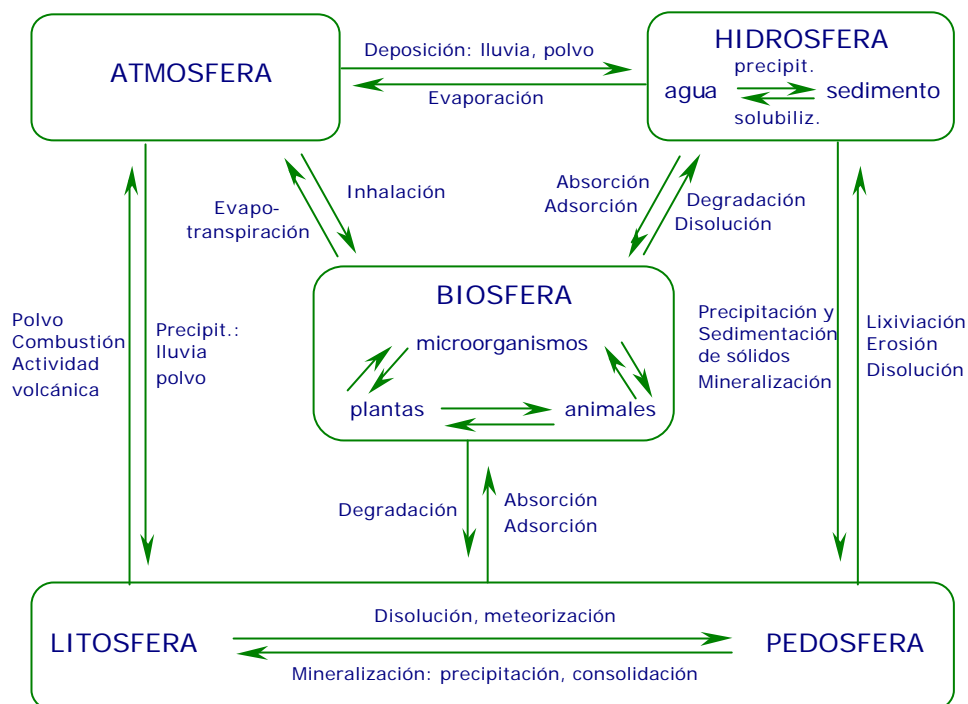 ATMOSFERA
Deposición: lluvia, polvo
Evaporación
HIDROSFERA
precipit.
agua
sedimento
solubiliz.
Evapo-
transpiración
Inhalación
Absorción
Adsorción
Degradación
Disolución
BIOSFERA
microorganismos
plantas
animales
Polvo
Combustión
Actividad
volcánica
Precipit.:
lluvia
polvo
Precipitación y
Sedimentación
de sólidos
Mineralización
Lixiviación
Erosión
Disolución
Degradación
Absorción
Adsorción
LITOSFERA
Disolución, meteorización
Mineralización: precipitación, consolidación
PEDOSFERA